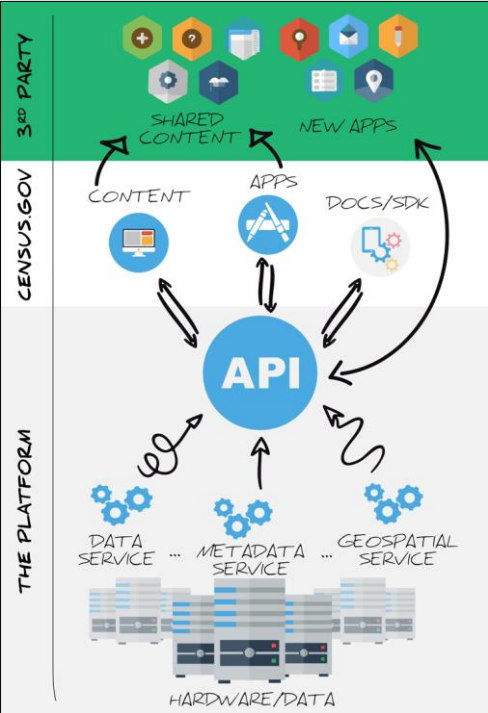 3RD PARTY
SHARED
CONTENT
NEW APPS
CENSUS.GOV
CONTENT
APPS
DOCS/SDK
THE PLATFORM
API
DATA
SERVICE
...
METADATA
SERVICE
...
GEOSPATIAL
SERVICE
HARDWARE/DATA